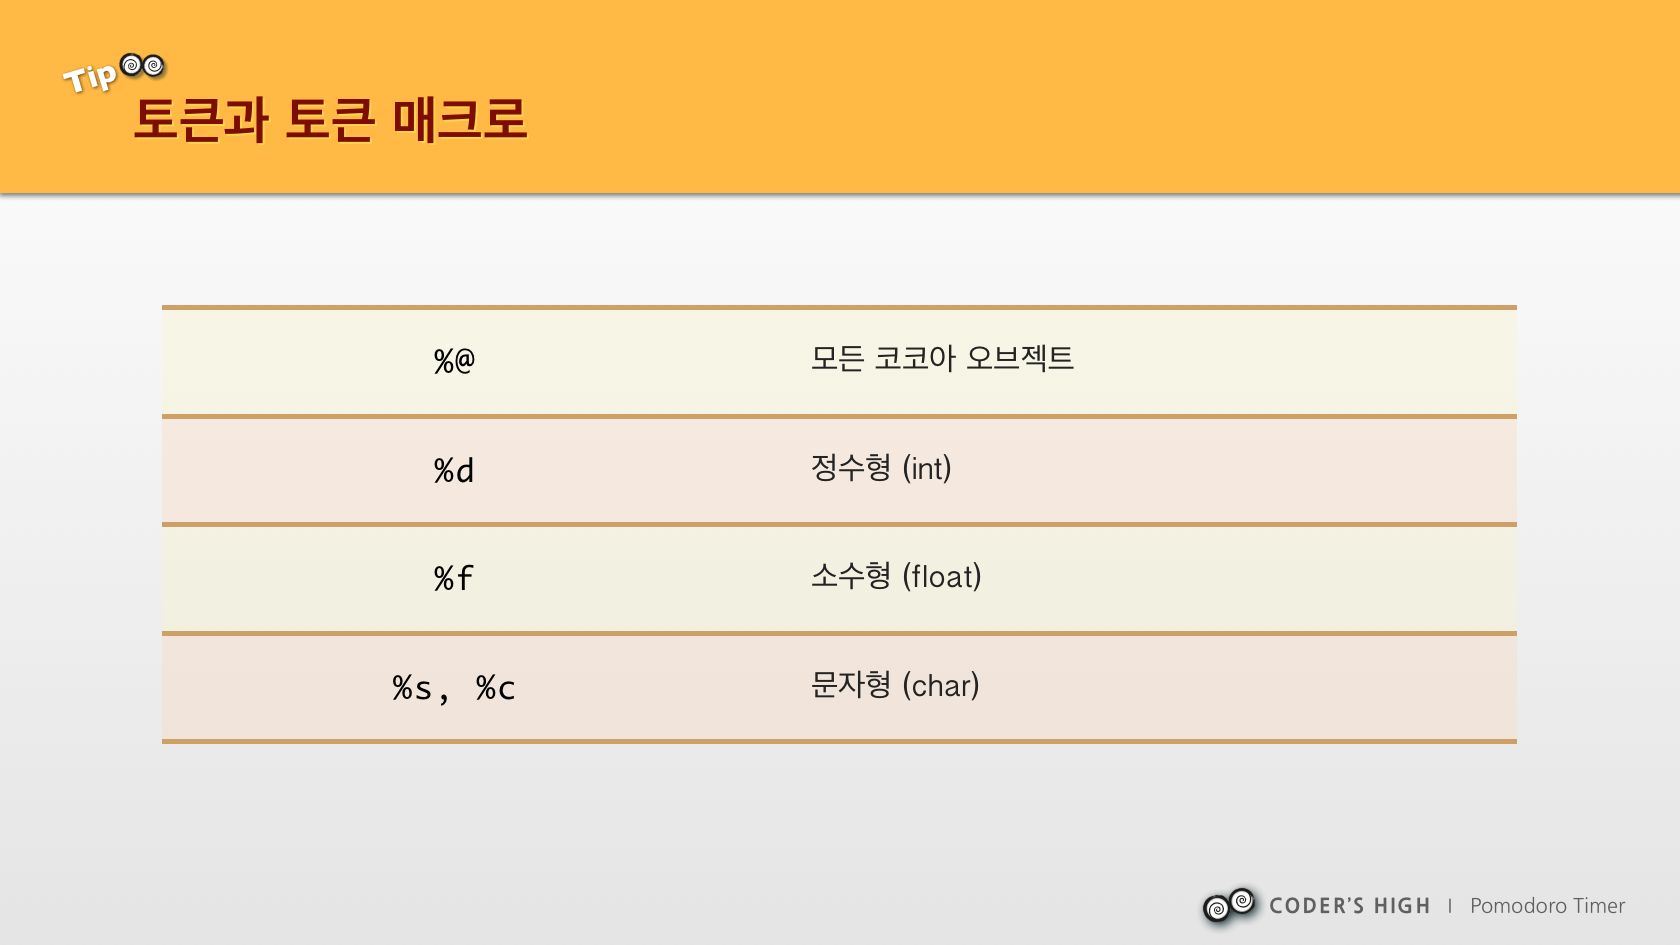 Tip
토큰과 토큰 매크로
%@ 모든 코코아 오브젝트
%d 정수형 (int)
%f 소수형 (float)
%s, %c 문자형 (char)
CODER'S HIGH | Pomodoro Timer